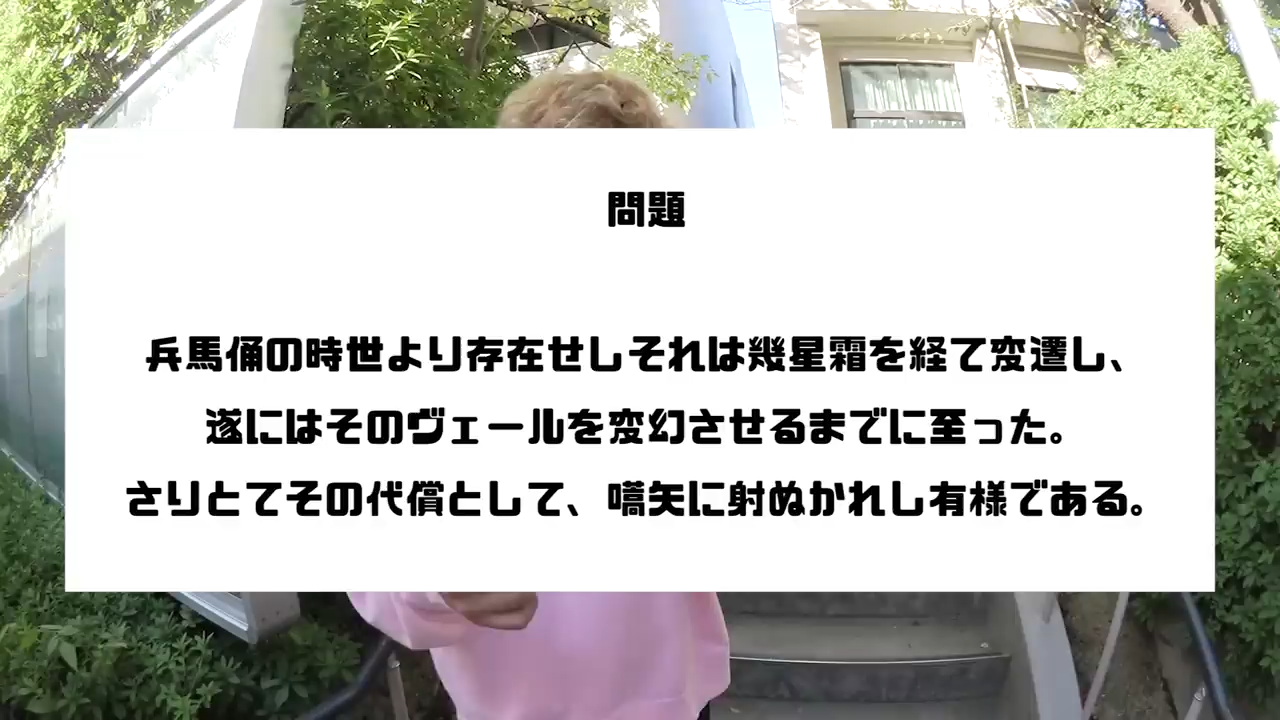 問題
兵馬俑の時世より存在せしそれは幾星霜を経て変遷し、
遂にはそのヴェールを変幻させるまでに至った。
さりとてその代償として、嚆矢に射ぬかれし有様である。